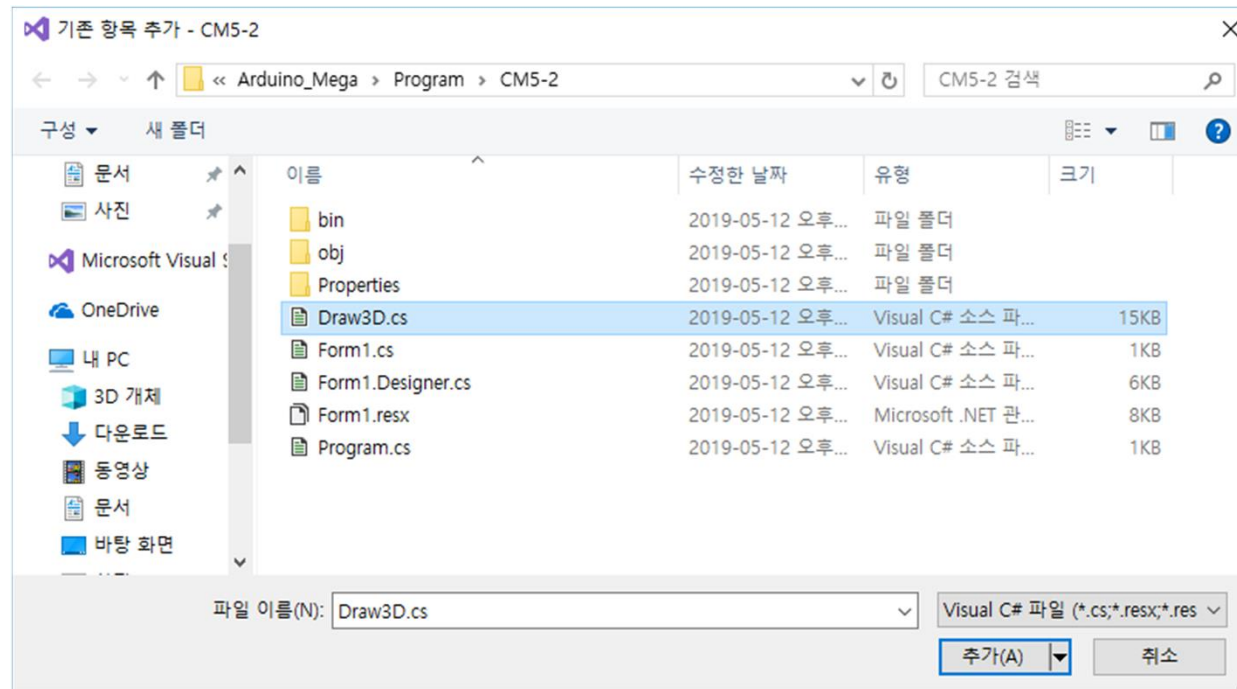 기존 항목 추가 - CM5-2
« Arduino_Mega › Program › CM5-2
CM5-2 검색
구성 새 폴더
이름 수정한 날짜 유형 크기
문서
사진
Microsoft Visual S
OneDrive
내 PC
3D 개체
다운로드
동영상
문서
바탕 화면
bin 2019-05-12 오후... 파일 폴더
obj 2019-05-12 오후... 파일 폴더
Properties 2019-05-12 오후... 파일 폴더
Draw3D.cs 2019-05-12 오후... Visual C# 소스 파... 15KB
Form1.cs 2019-05-12 오후... Visual C# 소스 파... 1KB
Form1.Designer.cs 2019-05-12 오후... Visual C# 소스 파... 6KB
Form1.resx 2019-05-12 오후... Microsoft .NET 관... 8KB
Program.cs 2019-05-12 오후... Visual C# 소스 파... 1KB
파일 이름(N): Draw3D.cs Visual C# 파일 (*.cs;*.resx;*.res
추가(A) 취소